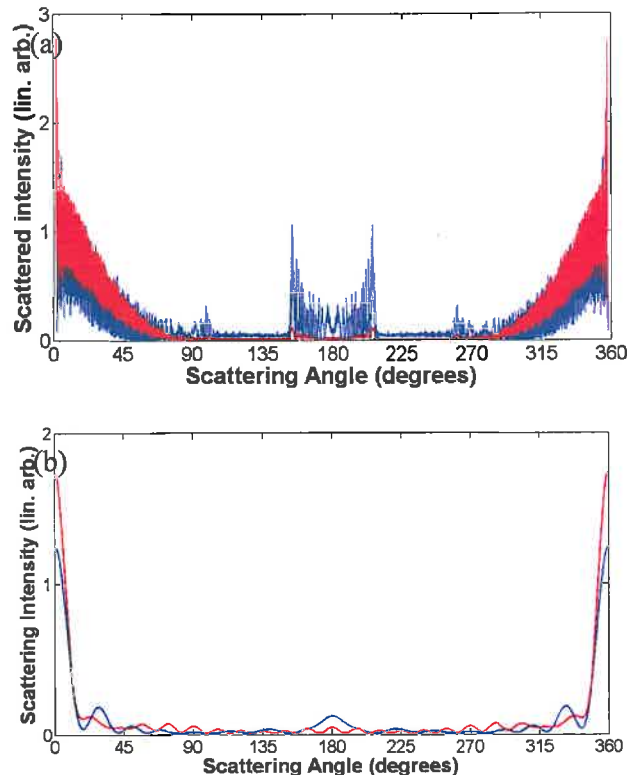 3
(a)
2
1
0
Scattered intensity (lin. arb.)
0 45 90 135 180 225 270 315 360
Scattering Angle (degrees)
2
(b)
1
0
Scattering Intensity (lin. arb.)
0 45 90 135 180 225 270 315 360
Scattering Angle (degrees)